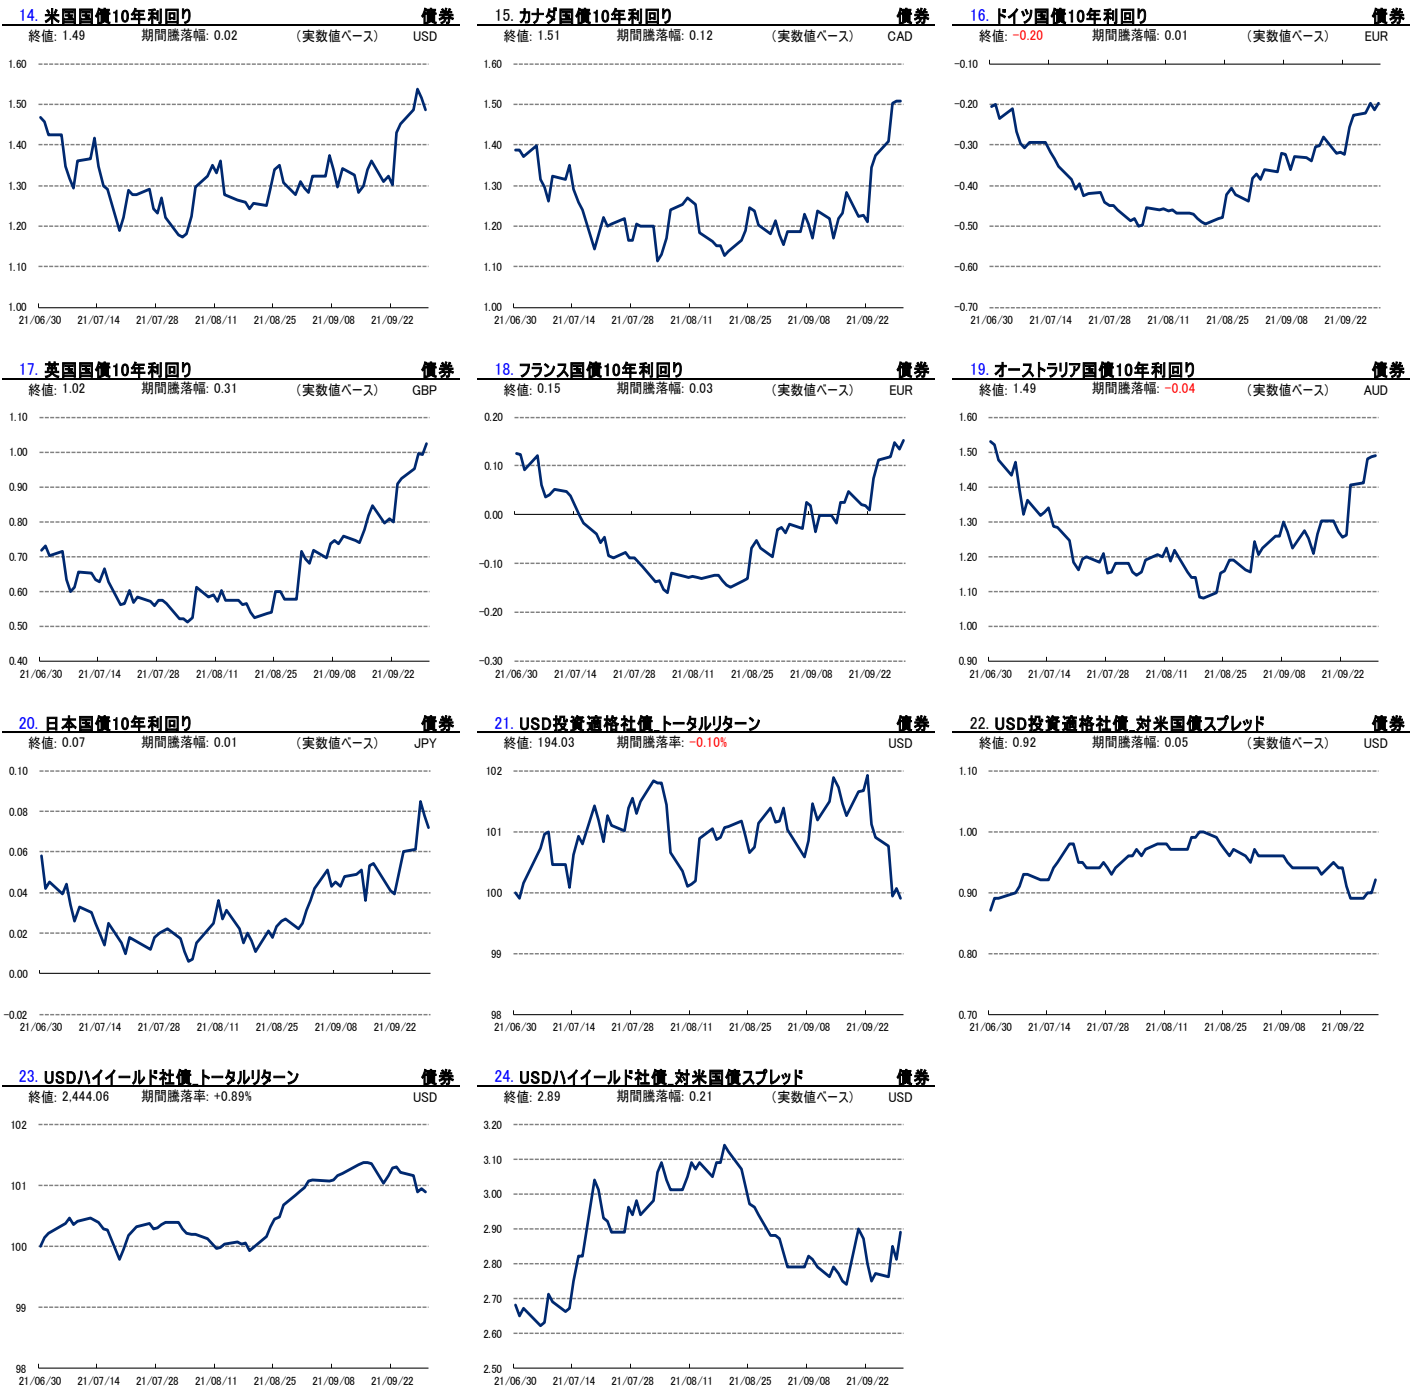 14. 米国国債10年利回り 債券
終値: 1.49 期間騰落幅: 0.02 （実数値ベース） USD
1.60
1.50
1.40
1.30
1.20
1.10
1.00
21/06/30 21/07/14 21/07/28 21/08/11 21/08/25 21/09/08 21/09/22
15. カナダ国債10年利回り 債券
終値: 1.51 期間騰落幅: 0.12 （実数値ベース） CAD
1.60
1.50
1.40
1.30
1.20
1.10
1.00
21/06/30 21/07/14 21/07/28 21/08/11 21/08/25 21/09/08 21/09/22
16. ドイツ国債10年利回り 債券
終値: -0.20 期間騰落幅: 0.01 （実数値ベース） EUR
-0.10
-0.20
-0.30
-0.40
-0.50
-0.60
-0.70
21/06/30 21/07/14 21/07/28 21/08/11 21/08/25 21/09/08 21/09/22
17. 英国国債10年利回り 債券
終値: 1.02 期間騰落幅: 0.31 （実数値ベース） GBP
1.10
1.00
0.90
0.80
0.70
0.60
0.50
0.40
21/06/30 21/07/14 21/07/28 21/08/11 21/08/25 21/09/08 21/09/22
18. フランス国債10年利回り 債券
終値: 0.15 期間騰落幅: 0.03 （実数値ベース） EUR
0.20
0.10
0.00
-0.10
-0.20
-0.30
21/06/30 21/07/14 21/07/28 21/08/11 21/08/25 21/09/08 21/09/22
19. オーストラリア国債10年利回り 債券
終値: 1.49 期間騰落幅: -0.04 （実数値ベース） AUD
1.60
1.50
1.40
1.30
1.20
1.10
1.00
0.90
21/06/30 21/07/14 21/07/28 21/08/11 21/08/25 21/09/08 21/09/22
20. 日本国債10年利回り 債券
終値: 0.07 期間騰落幅: 0.01 （実数値ベース） JPY
0.10
0.08
0.06
0.04
0.02
0.00
-0.02
21/06/30 21/07/14 21/07/28 21/08/11 21/08/25 21/09/08 21/09/22
21. USD投資適格社債_トータルリターン 債券
終値: 194.03 期間騰落率: -0.10% USD
102
101
100
99
98
21/06/30 21/07/14 21/07/28 21/08/11 21/08/25 21/09/08 21/09/22
22. USD投資適格社債_対米国債スプレッド 債券
終値: 0.92 期間騰落幅: 0.05 （実数値ベース） USD
1.10
1.00
0.90
0.80
0.70
21/06/30 21/07/14 21/07/28 21/08/11 21/08/25 21/09/08 21/09/22
23. USDハイイールド社債_トータルリターン 債券
終値: 2,444.06 期間騰落率: +0.89% USD
102
101
100
99
98
21/06/30 21/07/14 21/07/28 21/08/11 21/08/25 21/09/08 21/09/22
24. USDハイイールド社債_対米国債スプレッド 債券
終値: 2.89 期間騰落幅: 0.21 （実数値ベース） USD
3.20
3.10
3.00
2.90
2.80
2.70
2.60
2.50
21/06/30 21/07/14 21/07/28 21/08/11 21/08/25 21/09/08 21/09/22